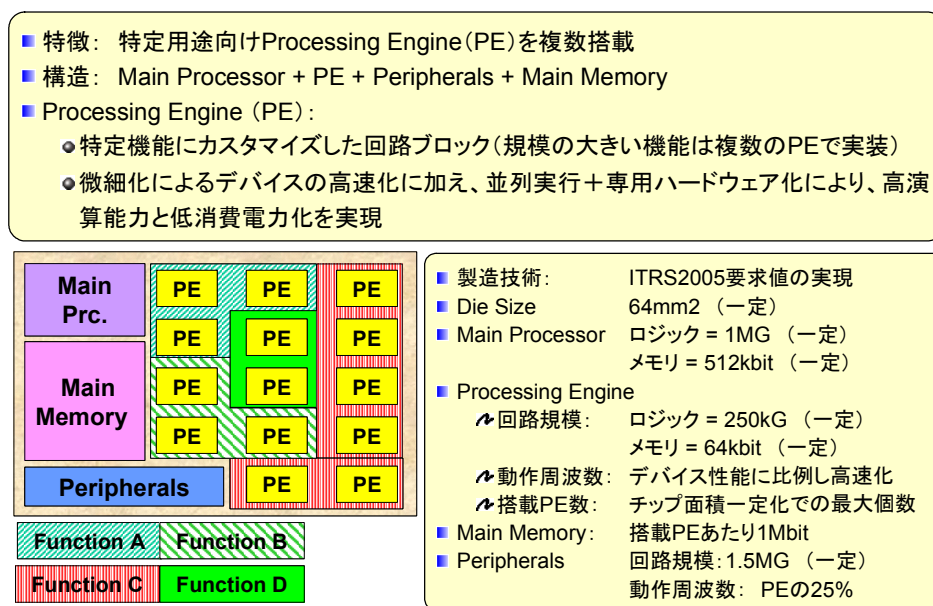 特徴： 特定用途向けProcessing Engine（PE）を複数搭載
構造： Main Processor + PE + Peripherals + Main Memory
Processing Engine （PE）：
特定機能にカスタマイズした回路ブロック（規模の大きい機能は複数のPEで実装）
微細化によるデバイスの高速化に加え、並列実行＋専用ハードウェア化により、高演
算能力と低消費電力化を実現
Main
Prc.
Main
Memory
Peripherals
PE PE PE
PE PE PE
PE PE PE
PE PE PE
PE PE
Function A Function B
Function C Function D
製造技術： ITRS2005要求値の実現
Die Size 64mm2 （一定）
Main Processor ロジック = 1MG （一定）
メモリ = 512kbit （一定）
Processing Engine
回路規模： ロジック = 250kG （一定）
メモリ = 64kbit （一定）
動作周波数： デバイス性能に比例し高速化
搭載PE数： チップ面積一定化での最大個数
Main Memory： 搭載PEあたり1Mbit
Peripherals 回路規模：1.5MG （一定）
動作周波数： PEの25%